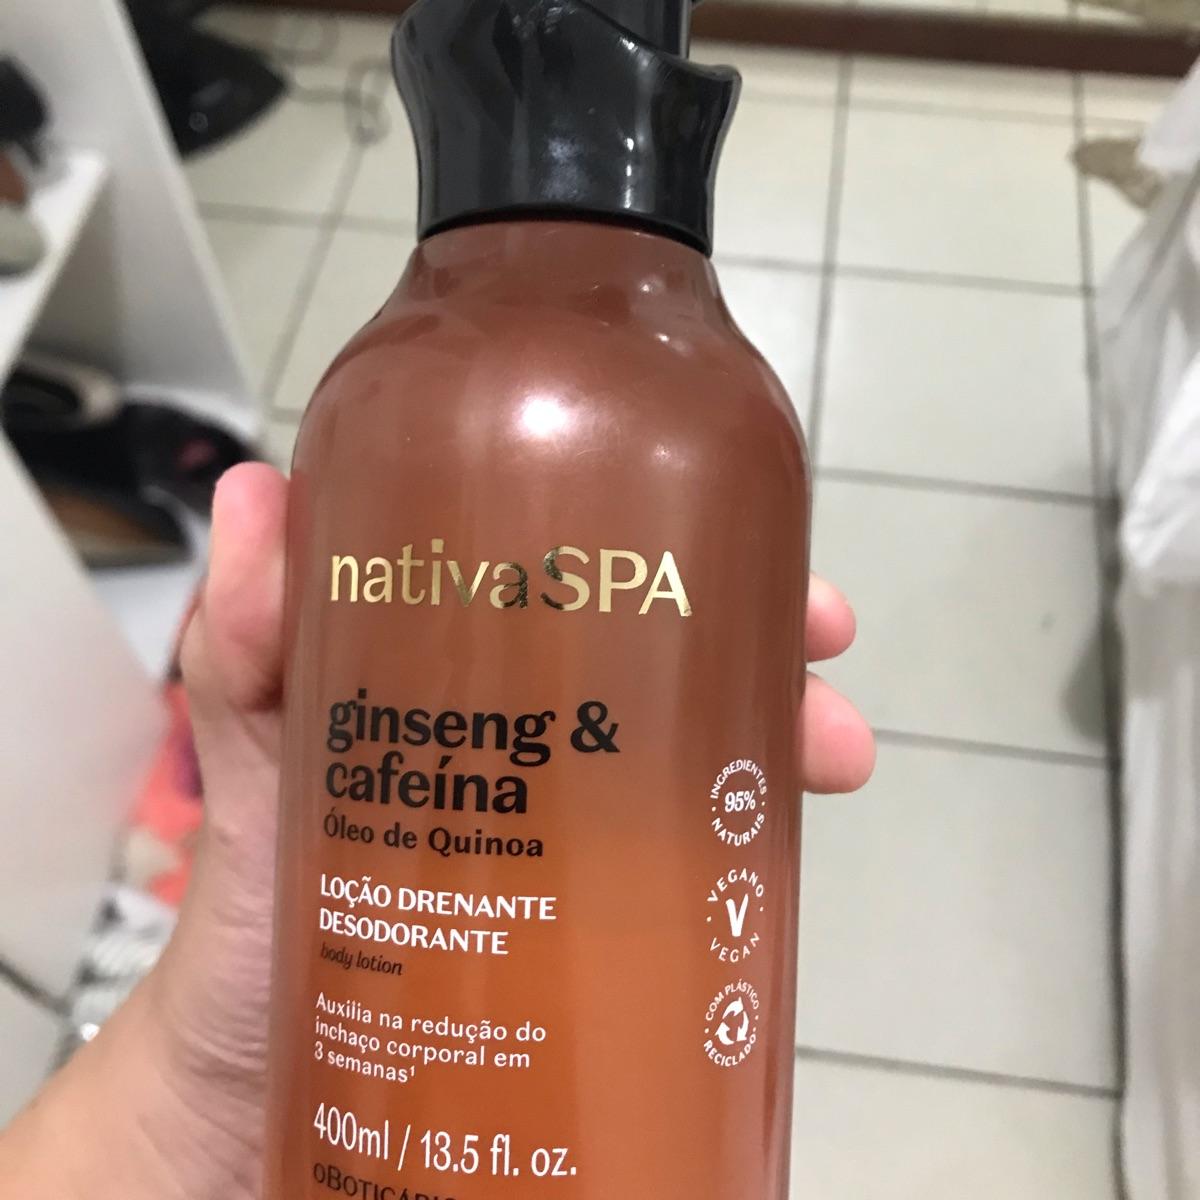 nativaSPA
ginseng &
cafeína
Óleo de Quinoa
LOÇÃO DRENANTE
DESODORANTE
body lotion
Auxilia na redução do
inchaço corporal em
3 semanas¹
400ml / 13.5 fl. oz.
INGREDIENTES
95%
NATURAIS
VEGANO
V
VEGAN
COM PLÁSTICO
RECICLADO